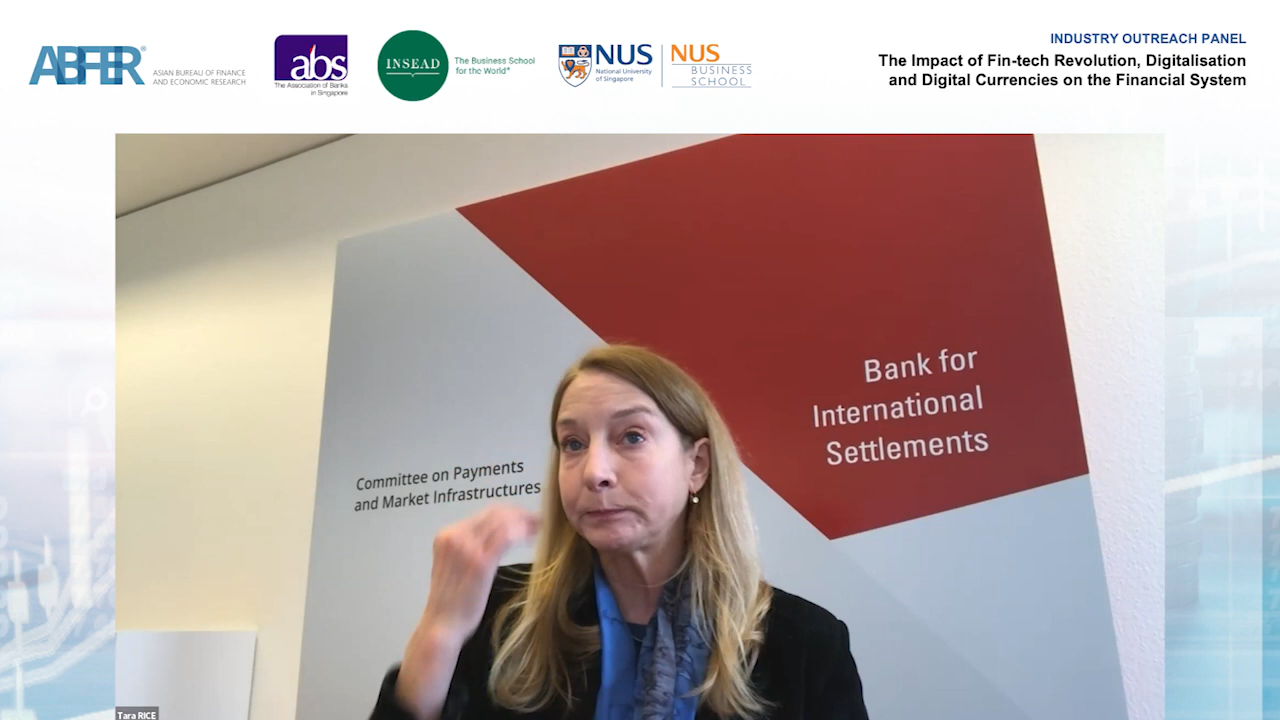 ABFER®
ASIAN BUREAU OF FINANCE
AND ECONOMIC RESEARCH
abs
The Association of Banks
in Singapore
INSEAD
The Business School
for the World®
NUS
National University
of Singapore
NUS
BUSINESS
SCHOOL
INDUSTRY OUTREACH PANEL
The Impact of Fin-tech Revolution, Digitalisation
and Digital Currencies on the Financial System
Bank for
International
Settlements
Committee on Payments
and Market Infrastructures
Tara RICE